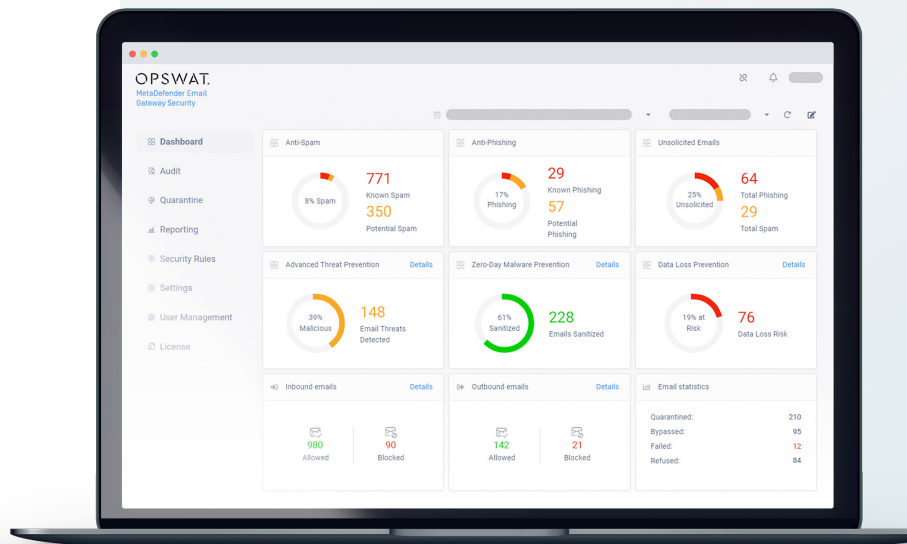 OPSWAT.
MetaDefender Email
Gateway Security
Dashboard
Audit
Quarantine
Reporting
Security Rules
Settings
User Management
License
Anti-Spam
8% Spam
771
Known Spam
350
Potential Spam
Anti-Phishing
17%
Phishing
29
Known Phishing
57
Potential
Phishing
Unsolicited Emails
25%
Unsolicited
64
Total Phishing
29
Total Spam
Advanced Threat Prevention Details
39%
Malicious
148
Email Threats
Detected
Zero-Day Malware Prevention Details
61%
Sanitized
228
Emails Sanitized
Data Loss Prevention Details
19% at
Risk
76
Data Loss Risk
Inbound emails Details
980
Allowed
90
Blocked
Outbound emails Details
142
Allowed
21
Blocked
Email statistics
Quarantined: 210
Bypassed: 95
Failed: 12
Refused: 84